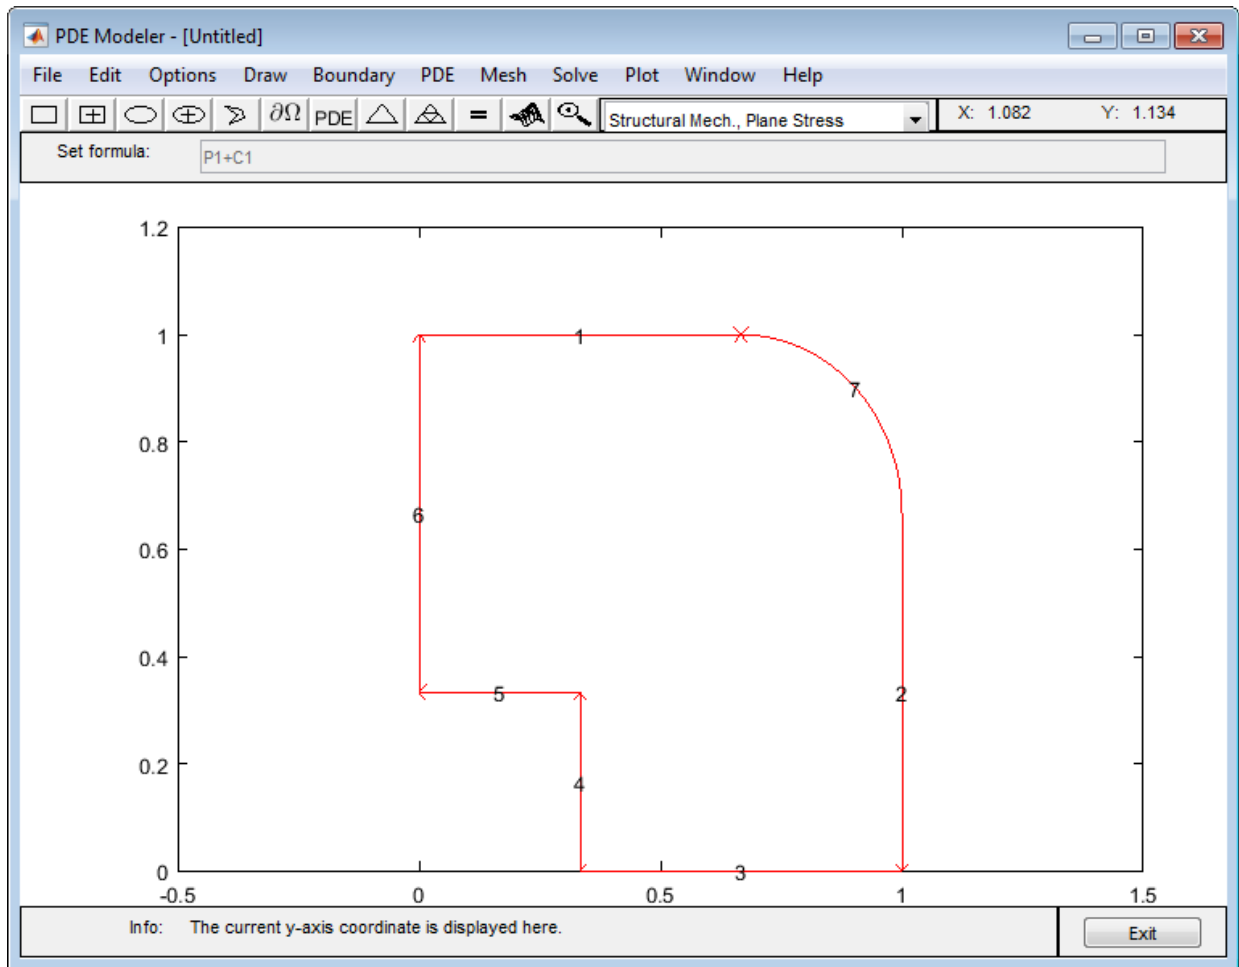 PDE Modeler - [Untitled]
File Edit Options Draw Boundary PDE Mesh Solve Plot Window Help
∂Ω PDE = Structural Mech., Plane Stress X: 1.082 Y: 1.134
Set formula: P1+C1
1.2
1
1
7
0.8
6
0.6
0.4
5
2
0.2
4
0
3
-0.5 0 0.5 1 1.5
Info: The current y-axis coordinate is displayed here. Exit